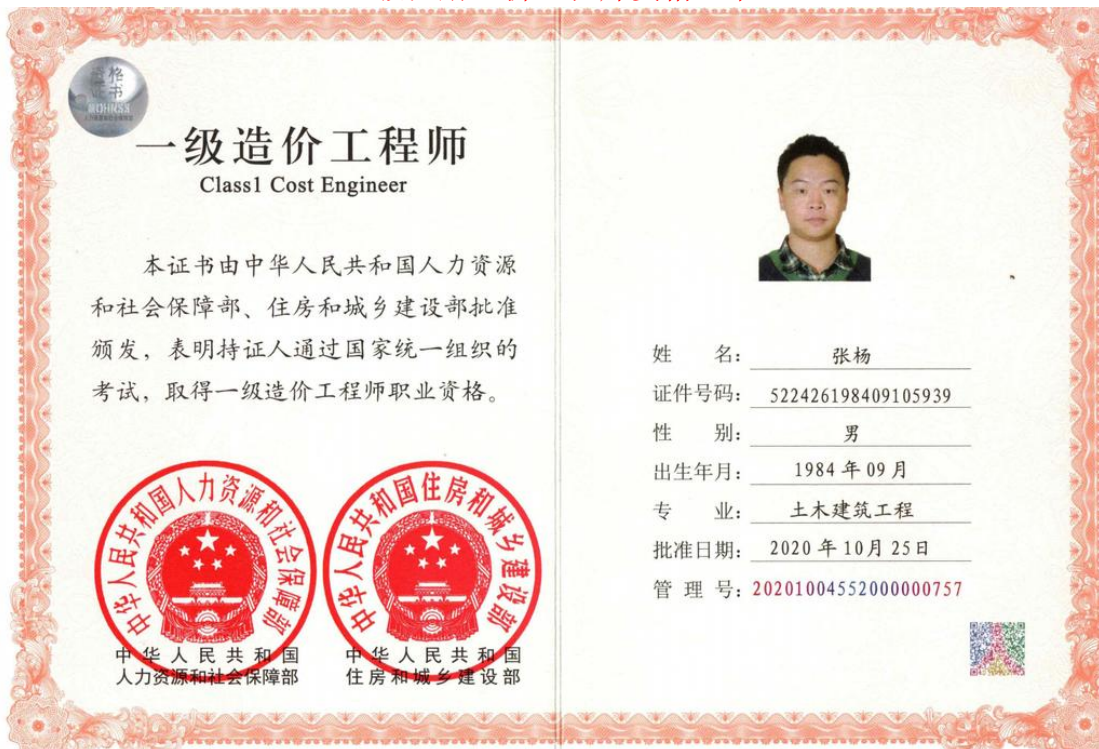 资格
证书
一级造价工程师
Class1 Cost Engineer
本证书由中华人民共和国人力资源
和社会保障部、住房和城乡建设部批准
颁发，表明持证人通过国家统一组织的
考试，取得一级造价工程师职业资格。
中华人民共和国人力资源和社会保障部
中华人民共和国住房和城乡建设部
中华人民共和国
人力资源和社会保障部
中华人民共和国
住房和城乡建设部
姓 名： 张杨
证件号码： 522426198409105939
性 别： 男
出生年月： 1984 年 09 月
专 业： 土木建筑工程
批准日期： 2020 年 10 月 25 日
管 理 号： 20201004552000000757